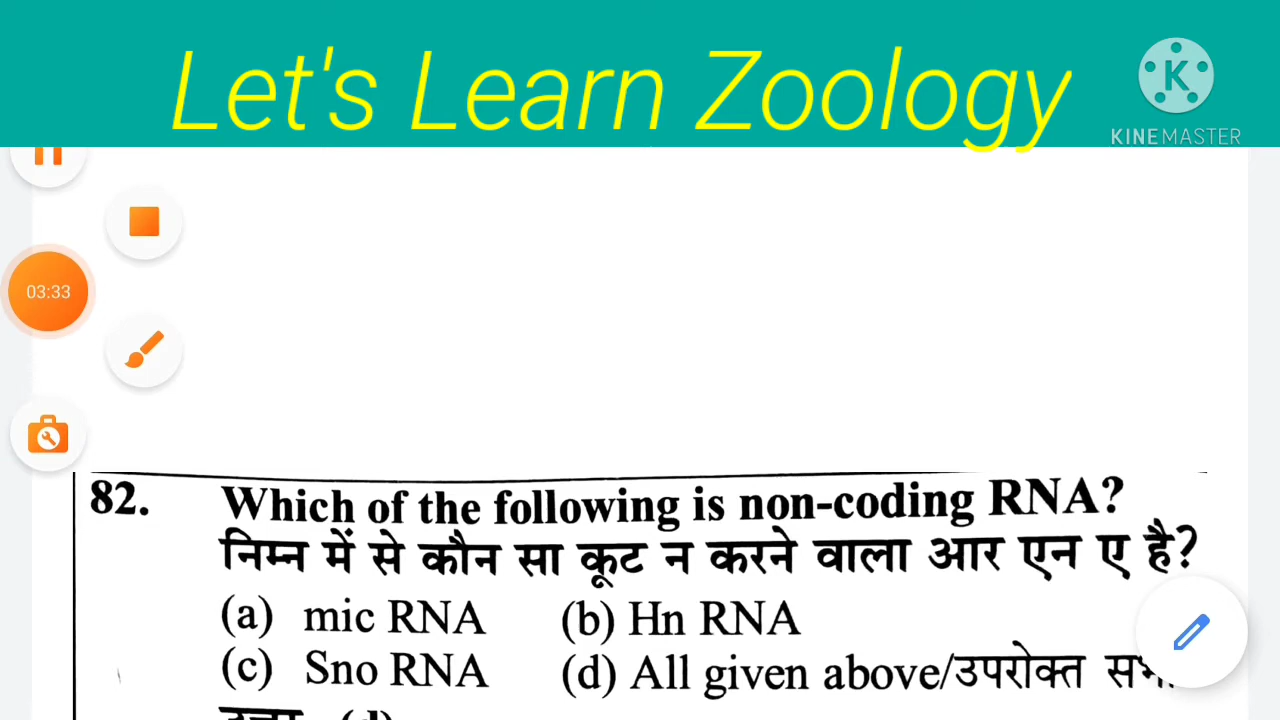 Let's Learn Zoology
K
KINEMASTER
03:33
82. Which of the following is non-coding RNA?
निम्न में से कौन सा कूट न करने वाला आर एन ए है?
(a) mic RNA (b) Hn RNA
(c) Sno RNA (d) All given above/उपरोक्त
(d)